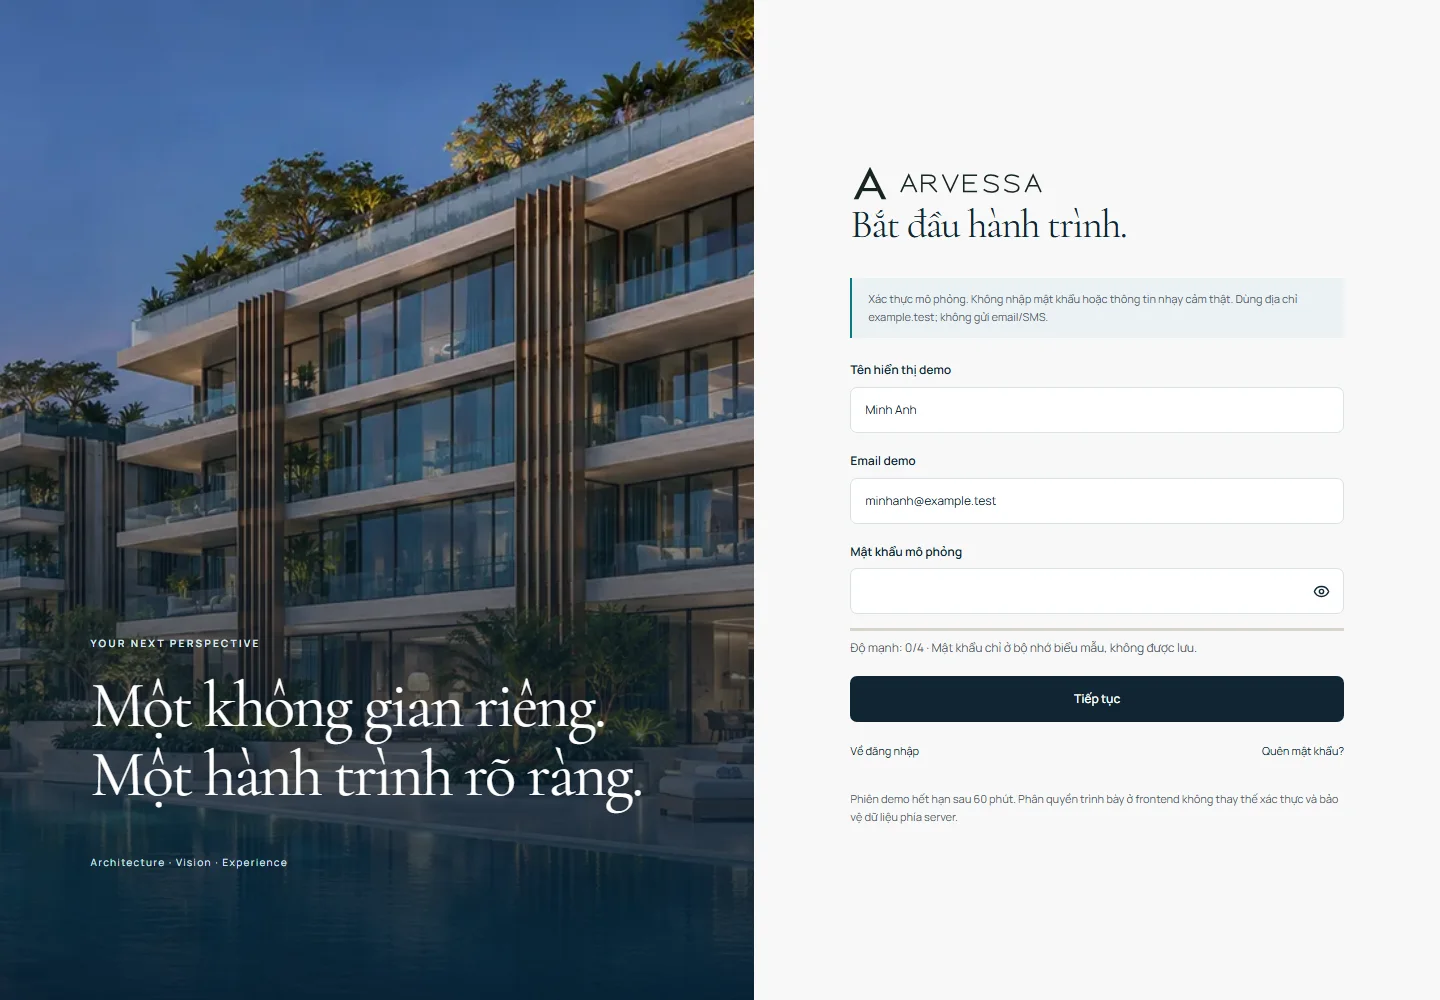 YOUR NEXT PERSPECTIVE
Một không gian riêng.
Một hành trình rõ ràng.
Architecture · Vision · Experience
A ARVESSA
Bắt đầu hành trình.
Xác thực mô phỏng. Không nhập mật khẩu hoặc thông tin nhạy cảm thật. Dùng địa chỉ
example.test; không gửi email/SMS.
Tên hiển thị demo
Minh Anh
Email demo
minhanh@example.test
Mật khẩu mô phỏng
Độ mạnh: 0/4 · Mật khẩu chỉ ở bộ nhớ biểu mẫu, không được lưu.
Tiếp tục
Về đăng nhập
Quên mật khẩu?
Phiên demo hết hạn sau 60 phút. Phân quyền trình bày ở frontend không thay thế xác thực và bảo
vệ dữ liệu phía server.